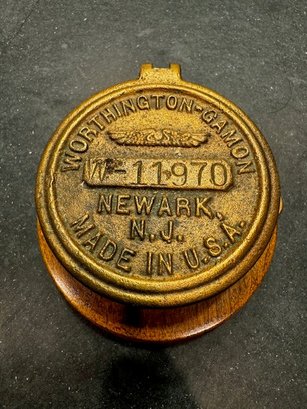 WORTHINGTON-GAMON
W-11970
NEWARK,
N.J.
MADE IN U.S.A.